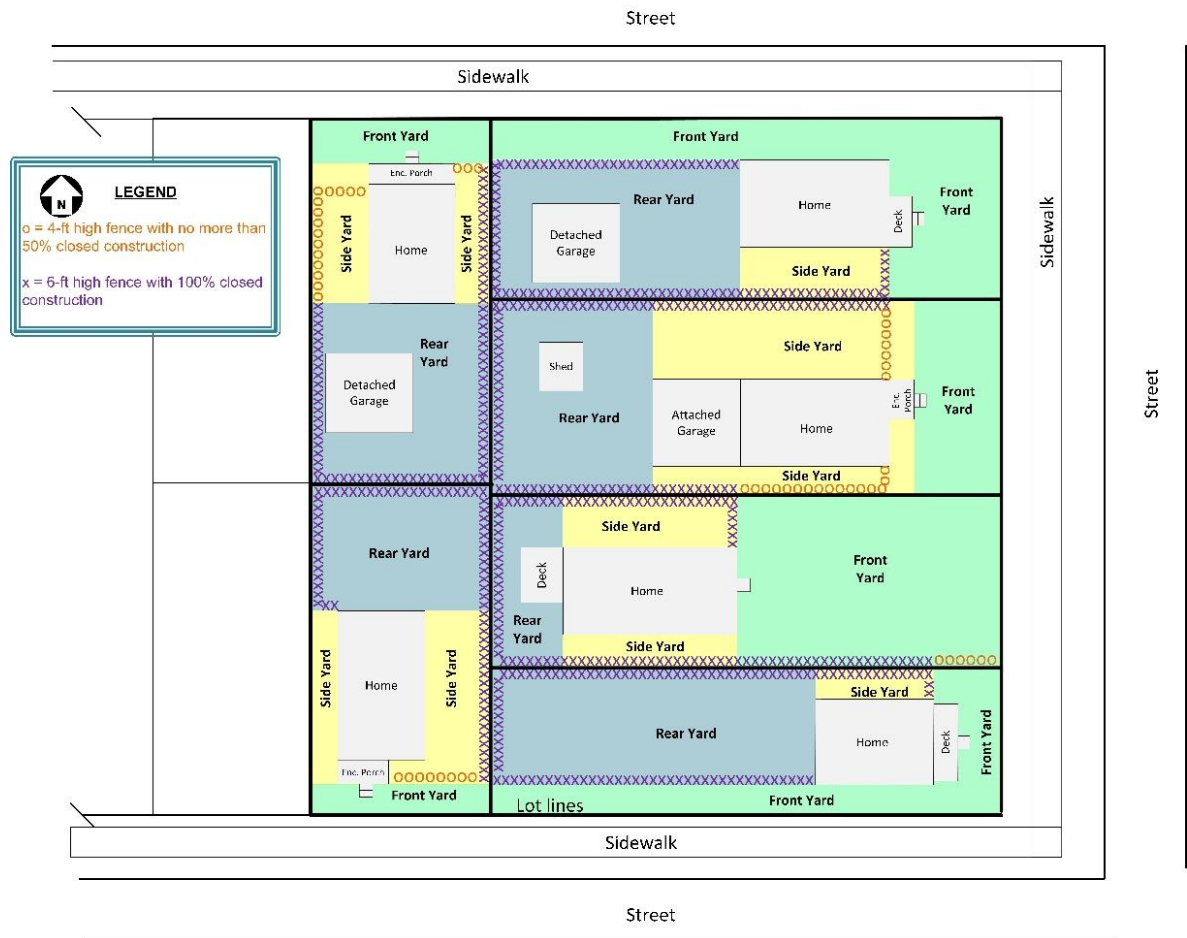 Street
Sidewalk
Front Yard
Front Yard
LEGEND
N
o = 4-ft high fence with no more than
50% closed construction
x = 6-ft high fence with 100% closed
construction
Enc. Porch
Side Yard
Home
Side Yard
Rear
Yard
Detached
Garage
Rear Yard
Detached
Garage
Home
Deck
Front
Yard
Side Yard
Sidewalk
Street
Side Yard
Shed
Rear Yard
Attached
Garage
Home
Enc.
Porch
Front
Yard
Side Yard
Rear Yard
Side Yard
Home
Side Yard
Enc. Porch
Front Yard
Side Yard
Deck
Home
Rear
Yard
Side Yard
Front
Yard
Rear Yard
Side Yard
Home
Deck
Front Yard
Front Yard
Lot lines
Sidewalk
Street